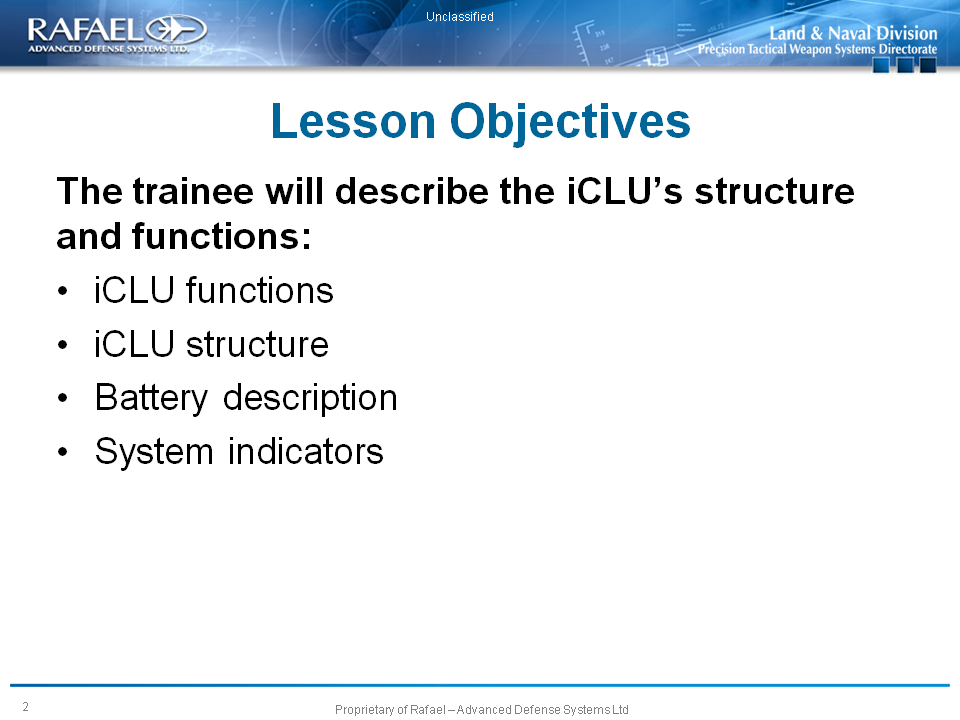 Unclassified
RAFAEL
ADVANCED DEFENSE SYSTEMS LTD.
Land & Naval Division
Precision Tactical Weapon Systems Directorate
Lesson Objectives
The trainee will describe the iCLU’s structure
and functions:
• iCLU functions
• iCLU structure
• Battery description
• System indicators
2
Proprietary of Rafael – Advanced Defense Systems Ltd